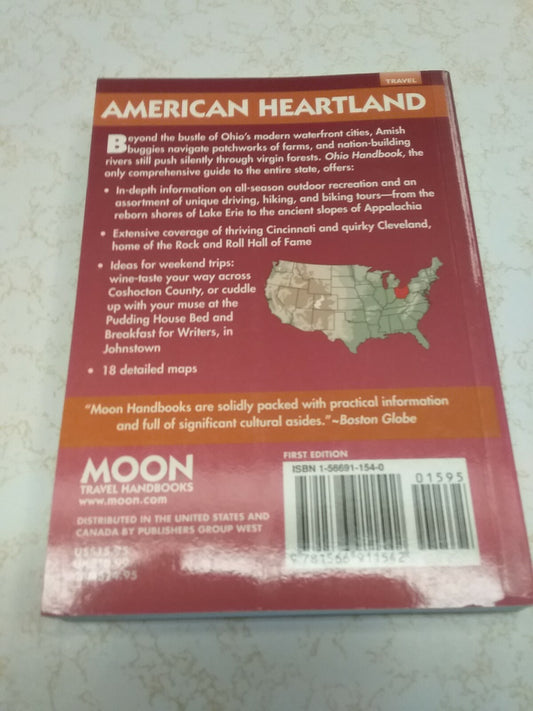 TRAVEL
AMERICAN HEARTLAND
Beyond the bustle of Ohio's modern waterfront cities, Amish
buggies navigate patchworks of farms, and nation-building
rivers still push silently through virgin forests. Ohio Handbook, the
only comprehensive guide to the entire state, offers:
• In-depth information on all-season outdoor recreation and an
assortment of unique driving, hiking, and biking tours—from the
reborn shores of Lake Erie to the ancient slopes of Appalachia
• Extensive coverage of thriving Cincinnati and quirky Cleveland,
home of the Rock and Roll Hall of Fame
• Ideas for weekend trips:
wine-taste your way across
Coshocton County, or cuddle
up with your muse at the
Pudding House Bed and
Breakfast for Writers, in
Johnstown
• 18 detailed maps
"Moon Handbooks are solidly packed with practical information
and full of significant cultural asides."~Boston Globe
MOON
TRAVEL HANDBOOKS
www.moon.com
DISTRIBUTED IN THE UNITED STATES AND
CANADA BY PUBLISHERS GROUP WEST
FIRST EDITION
ISBN 1-56691-154-0
01595
9 781566 911542